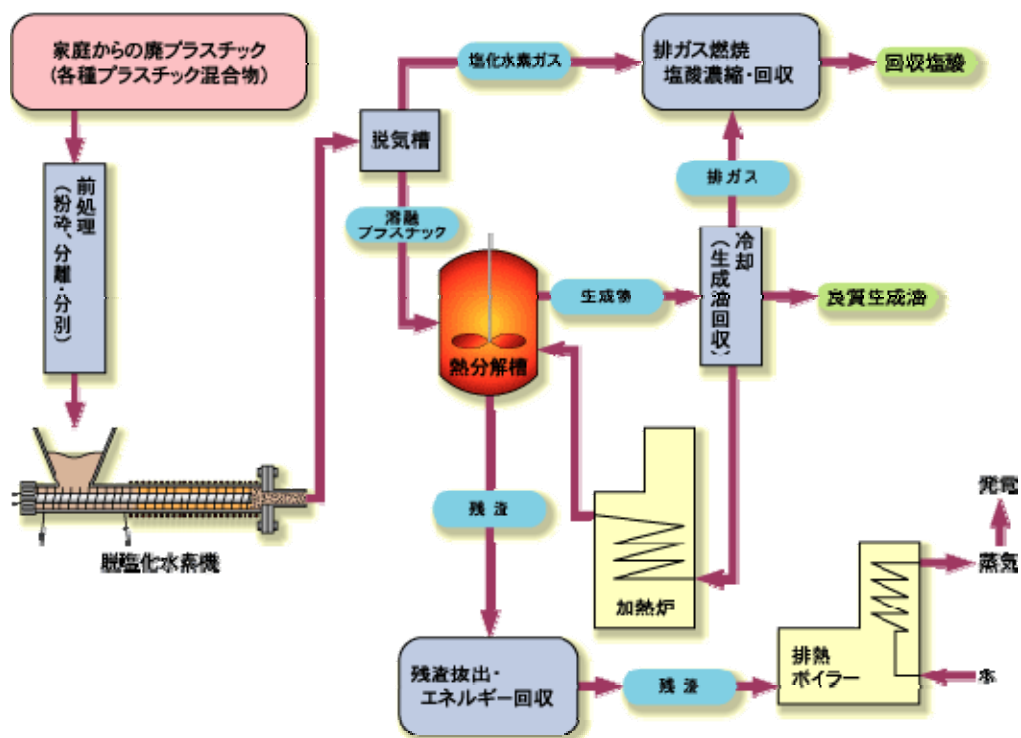 家庭からの廃プラスチック
(各種プラスチック混合物)
塩化水素ガス
排ガス燃焼
塩酸濃縮・回収
回収塩酸
脱気槽
前処理
(粉砕、分離・分別)
排ガス
溶融
プラスチック
冷却
(生成油回収)
生成物
良質生成油
熱分解槽
残渣
発電
脱塩化水素機
蒸気
加熱炉
残渣抜出・
エネルギー回収
残渣
排熱
ボイラー
水